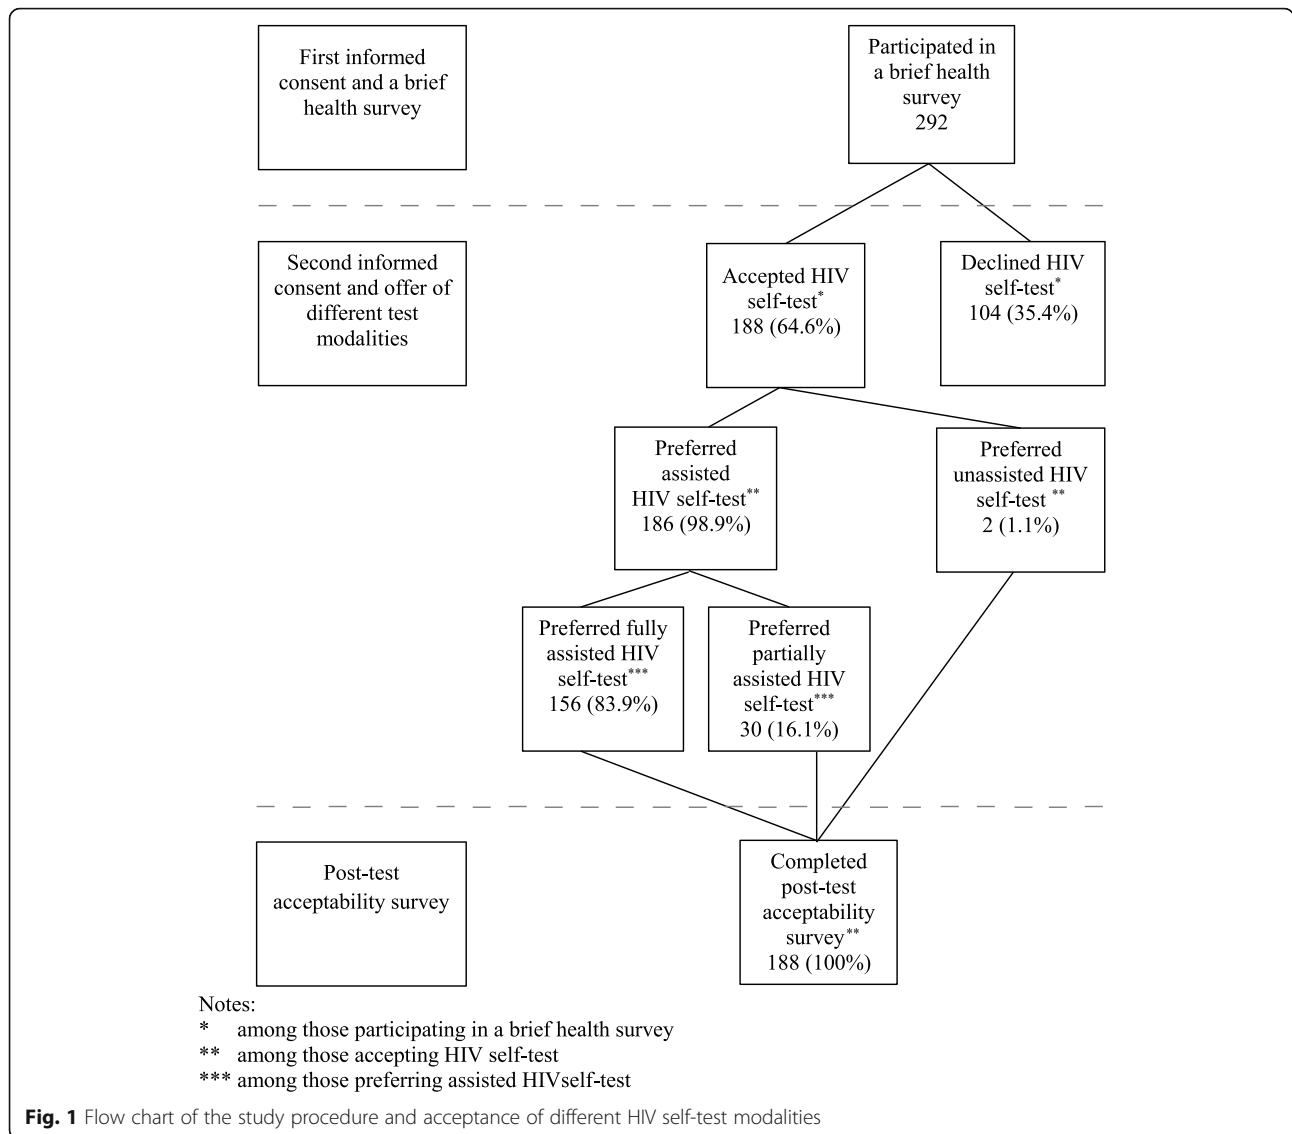 First informed
consent and a brief
health survey
Participated in
a brief health
survey
292
Second informed
consent and offer of
different test
modalities
Accepted HIV
self-test*
188 (64.6%)
Declined HIV
self-test*
104 (35.4%)
Preferred
assisted
HIV self-test**
186 (98.9%)
Preferred
unassisted HIV
self-test **
2 (1.1%)
Preferred fully
assisted HIV
self-test***
156 (83.9%)
Preferred
partially
assisted HIV
self-test***
30 (16.1%)
Post-test
acceptability survey
Completed
post-test
acceptability
survey**
188 (100%)
Notes:
* among those participating in a brief health survey
** among those accepting HIV self-test
*** among those preferring assisted HIVself-test
Fig. 1 Flow chart of the study procedure and acceptance of different HIV self-test modalities